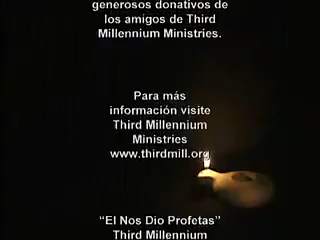 generosos donativos de
los amigos de Third
Millennium Ministries.
Para más
información visite
Third Millennium
Ministries
www.thirdmill.org
“El Nos Dio Profetas”
Third Millennium